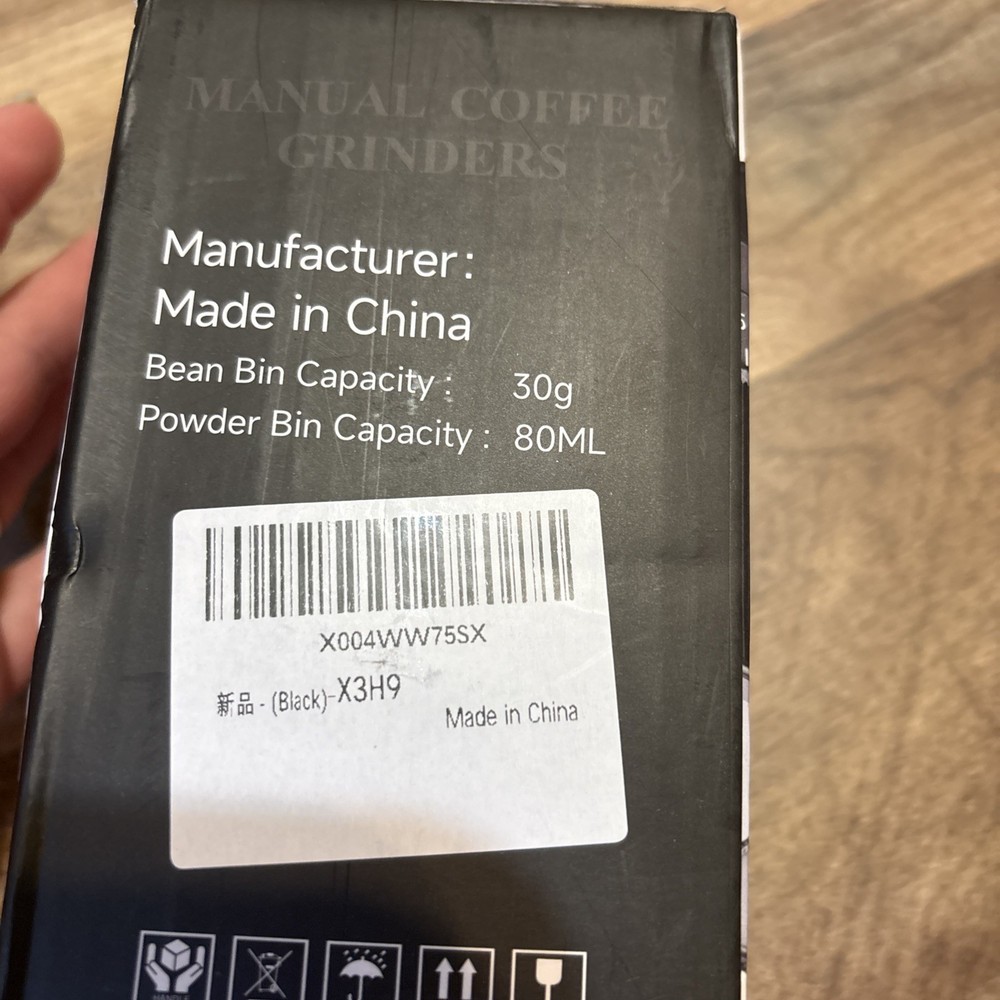 MANUAL COFFEE
GRINDERS
Manufacturer:
Made in China
Bean Bin Capacity : 30g
Powder Bin Capacity : 80ML
X004WW75SX
新品 - (Black)-X3H9
Made in China
HANDLE